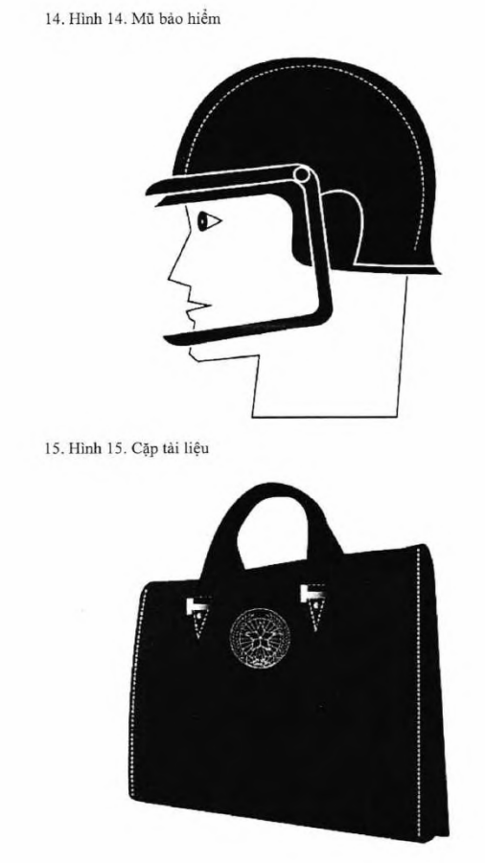 14. Hình 14. Mũ bảo hiểm
15. Hình 15. Cặp tài liệu